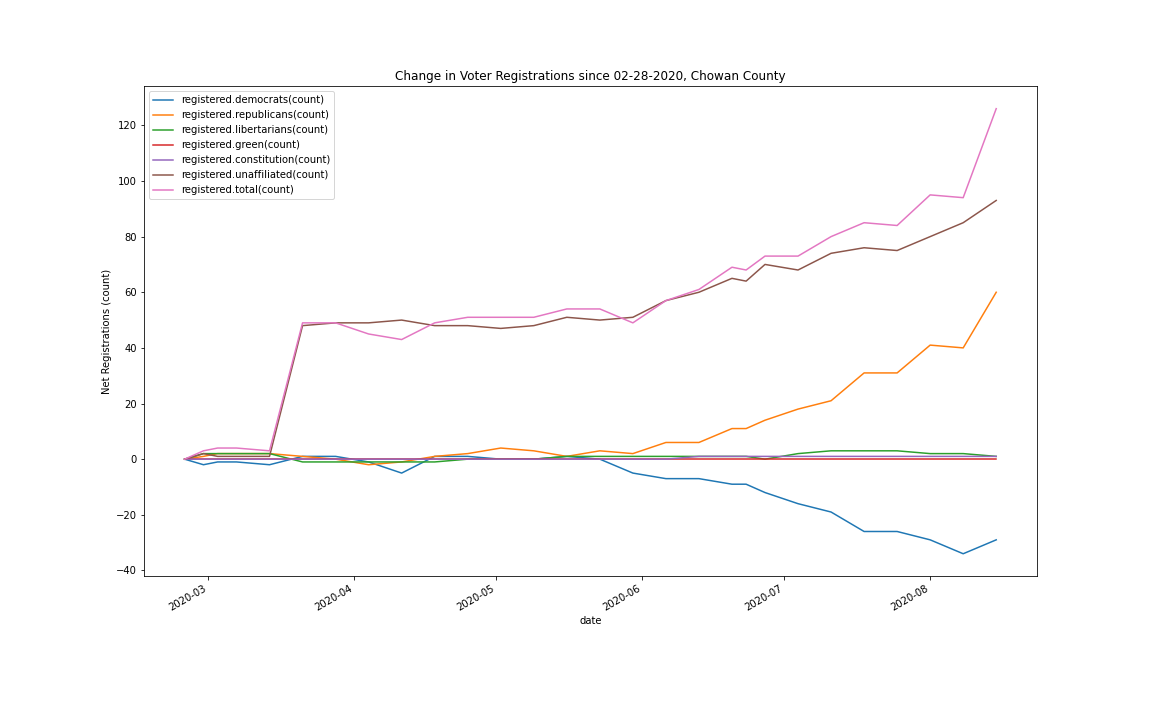 Change in Voter Registrations since 02-28-2020, Chowan County
registered.democrats(count)
registered.republicans(count)
registered.libertarians(count)
registered.green(count)
registered.constitution(count)
registered.unaffiliated(count)
registered.total(count)
Net Registrations (count)
120
100
80
60
40
20
0
−20
−40
2020-03
2020-04
2020-05
2020-06
2020-07
2020-08
date